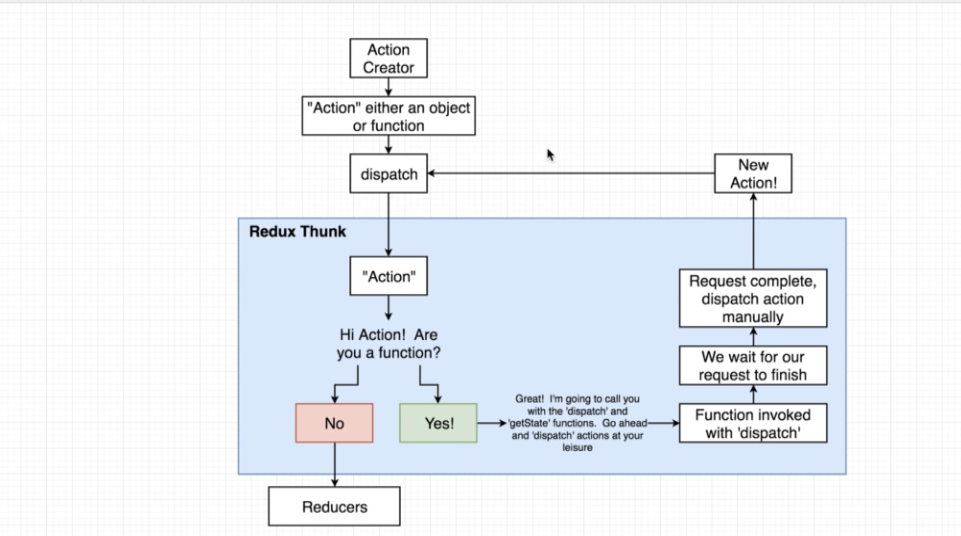 Action
Creator
"Action" either an object
or function
dispatch
New
Action!
Redux Thunk
"Action"
Hi Action! Are
you a function?
No
Yes!
Great! I'm going to call you
with the 'dispatch' and
'getState' functions. Go ahead
and 'dispatch' actions at your
leisure
Function invoked
with 'dispatch'
We wait for our
request to finish
Request complete,
dispatch action
manually
Reducers